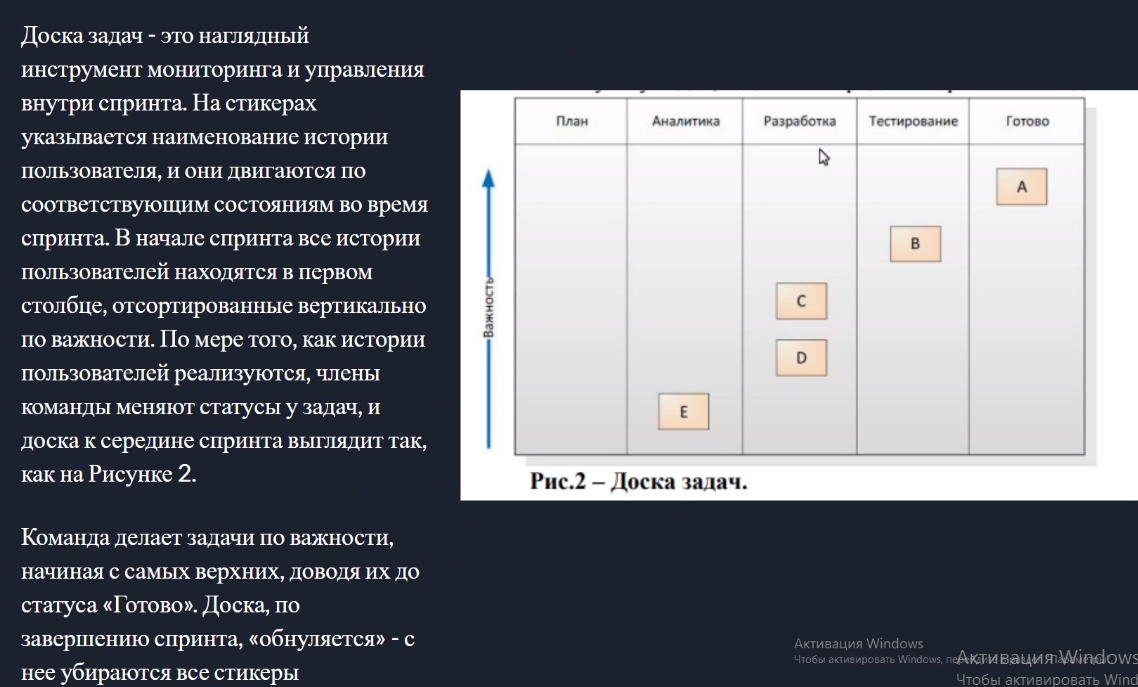 Доска задач - это наглядный
инструмент мониторинга и управления
внутри спринта. На стикерах
указывается наименование истории
пользователя, и они двигаются по
соответствующим состояниям во время
спринта. В начале спринта все истории
пользователей находятся в первом
столбце, отсортированные вертикально
по важности. По мере того, как истории
пользователей реализуются, члены
команды меняют статусы у задач, и
доска к середине спринта выглядит так,
как на Рисунке 2.
Команда делает задачи по важности,
начиная с самых верхних, доводя их до
статуса «Готово». Доска, по
завершению спринта, «обнуляется» - с
нее убираются все стикеры
План Аналитика Разработка Тестирование Готово
Важность
A
B
C
D
E
Рис.2 – Доска задач.
Активация Windows
Чтобы активировать Windows,
Активация Windows
Чтобы активировать Wind